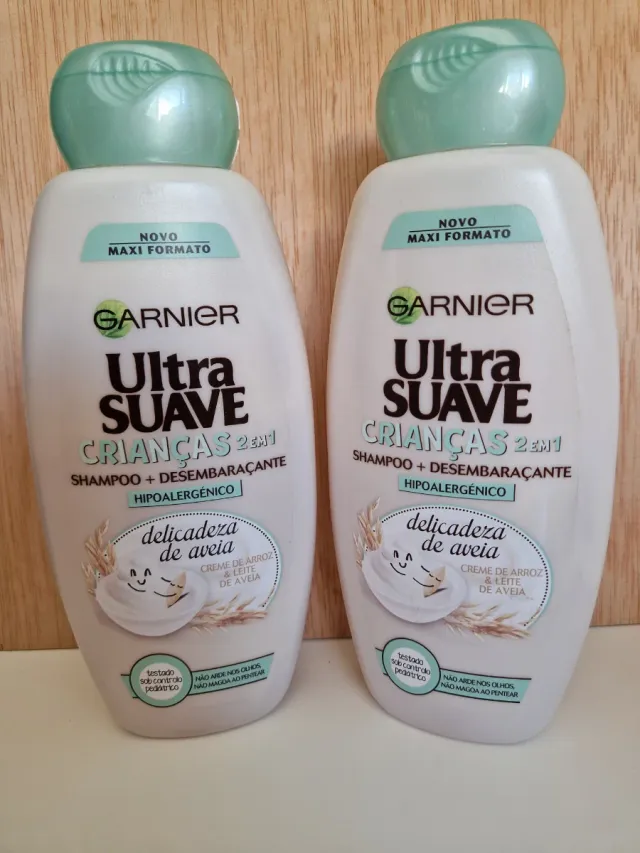 NOVO
MAXI FORMATO
GARNIER
Ultra
SUAVE
CRIANÇAS 2 EM 1
SHAMPOO + DESEMBARAÇANTE
HIPOALERGÉNICO
delicadeza
de aveia
CREME DE ARROZ
& LEITE
DE AVEIA
testado
sob controlo
pediátrico
NÃO ARDE NOS OLHOS,
NÃO MAGOA AO PENTEAR
NOVO
MAXI FORMATO
GARNIER
Ultra
SUAVE
CRIANÇAS 2 EM 1
SHAMPOO + DESEMBARAÇANTE
HIPOALERGÉNICO
delicadeza
de aveia
CREME DE ARROZ
& LEITE
DE AVEIA
testado
sob controlo
pediátrico
NÃO ARDE NOS OLHOS,
NÃO MAGOA AO PENTEAR